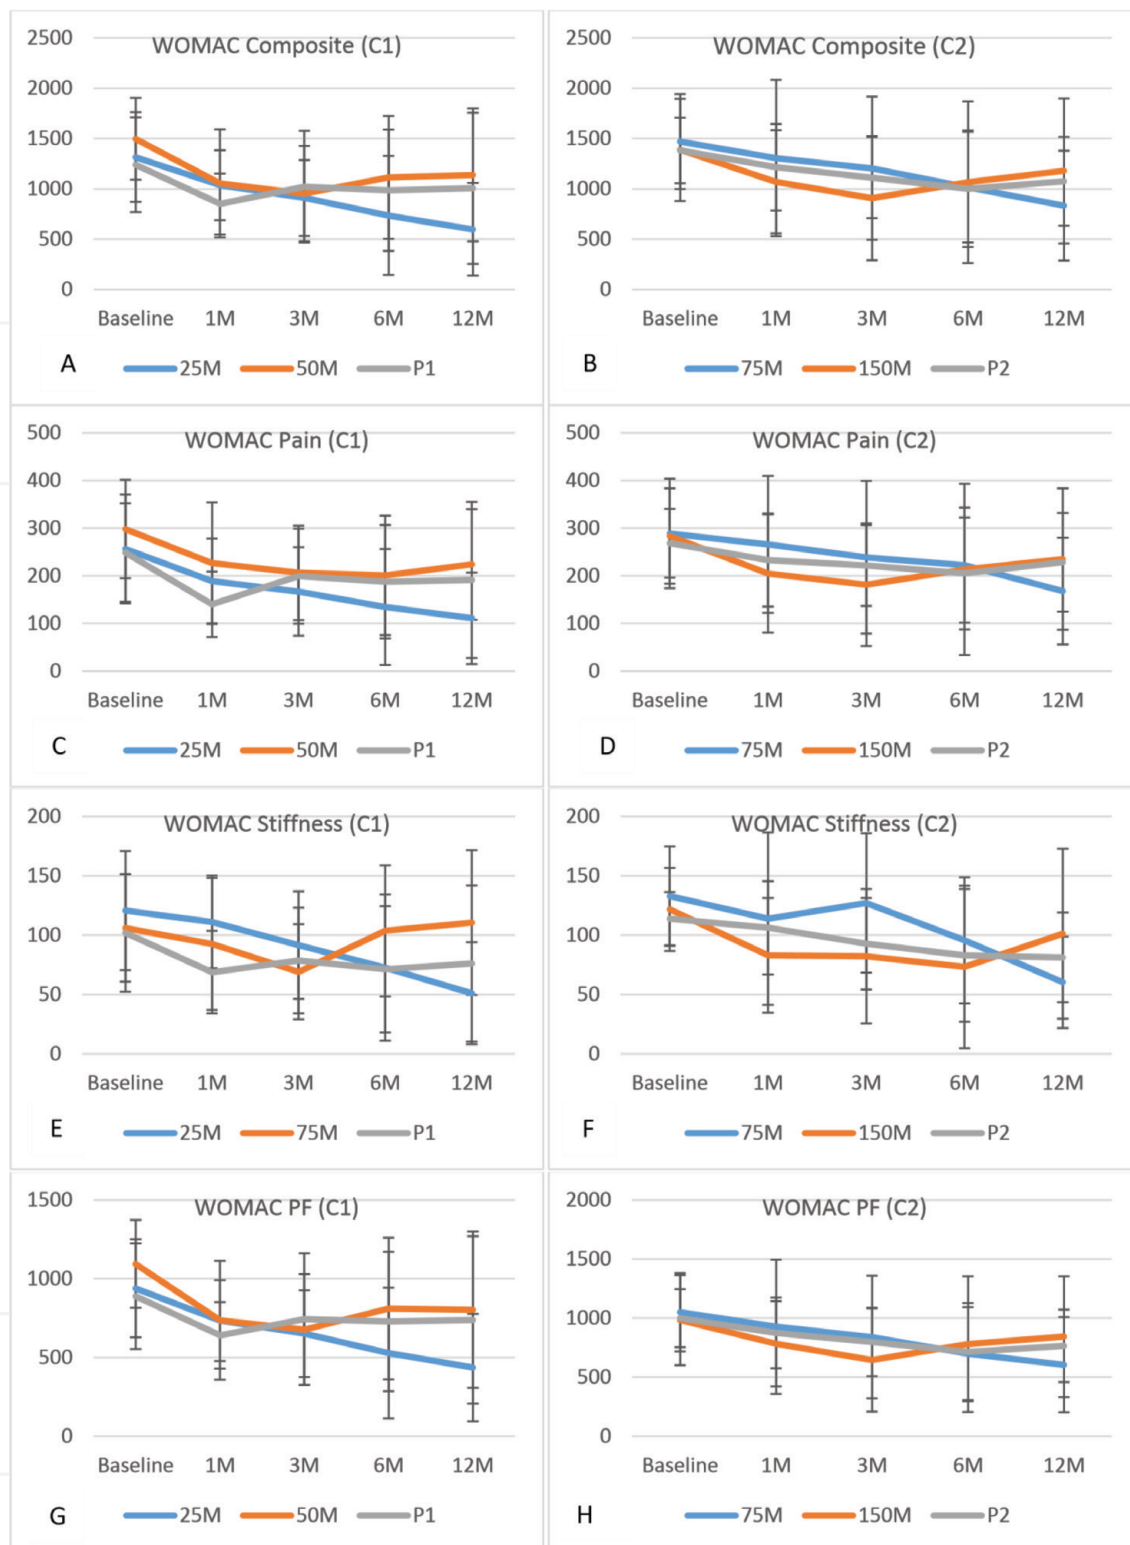 WOMAC Composite (C1)
2500
2000
1500
1000
500
0
Baseline 1M 3M 6M 12M
A 25M 50M P1
WOMAC Composite (C2)
2500
2000
1500
1000
500
0
Baseline 1M 3M 6M 12M
B 75M 150M P2
WOMAC Pain (C1)
500
400
300
200
100
0
Baseline 1M 3M 6M 12M
C 25M 50M P1
WOMAC Pain (C2)
500
400
300
200
100
0
Baseline 1M 3M 6M 12M
D 75M 150M P2
WOMAC Stiffness (C1)
200
150
100
50
0
Baseline 1M 3M 6M 12M
E 25M 75M P1
WOMAC Stiffness (C2)
200
150
100
50
0
Baseline 1M 3M 6M 12M
F 75M 150M P2
WOMAC PF (C1)
1500
1000
500
0
Baseline 1M 3M 6M 12M
G 25M 50M P1
WOMAC PF (C2)
2000
1500
1000
500
0
Baseline 1M 3M 6M 12M
H 75M 150M P2